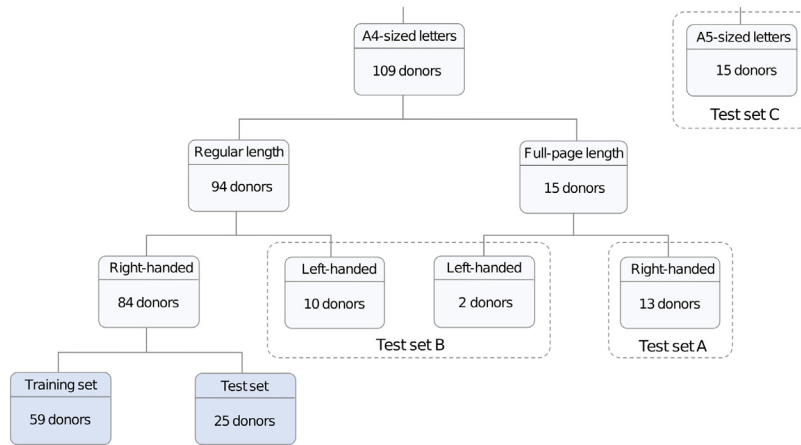 A4-sized letters
109 donors
A5-sized letters
15 donors
Test set C
Regular length
94 donors
Full-page length
15 donors
Right-handed
84 donors
Left-handed
10 donors
Left-handed
2 donors
Test set B
Right-handed
13 donors
Test set A
Training set
59 donors
Test set
25 donors